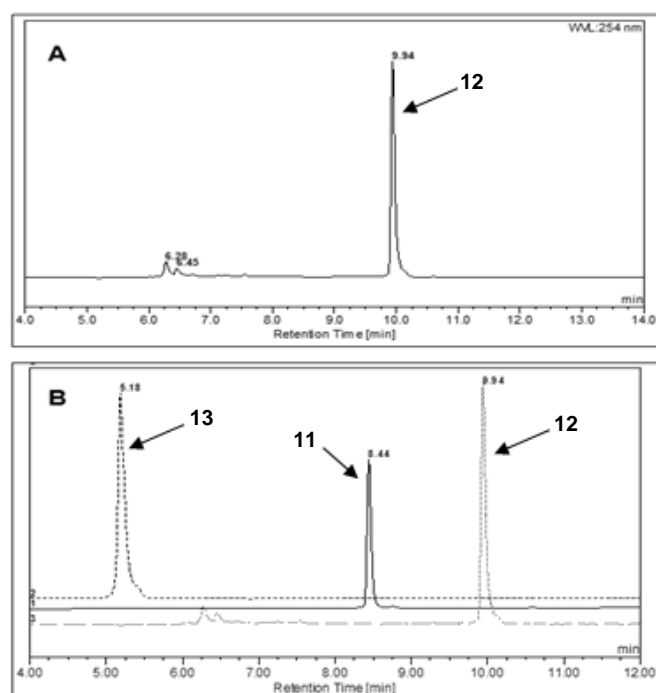 WVL:254 nm
A
9.94
12
6.28
6.45
min
4.0 5.0 6.0 7.0 8.0 9.0 10.0 11.0 12.0 13.0 14.0
Retention Time [min]
B
5.18
9.94
13
11
12
8.44
2
1
3
min
4.00 5.00 6.00 7.00 8.00 9.00 10.00 11.00 12.00
Retention Time [min]